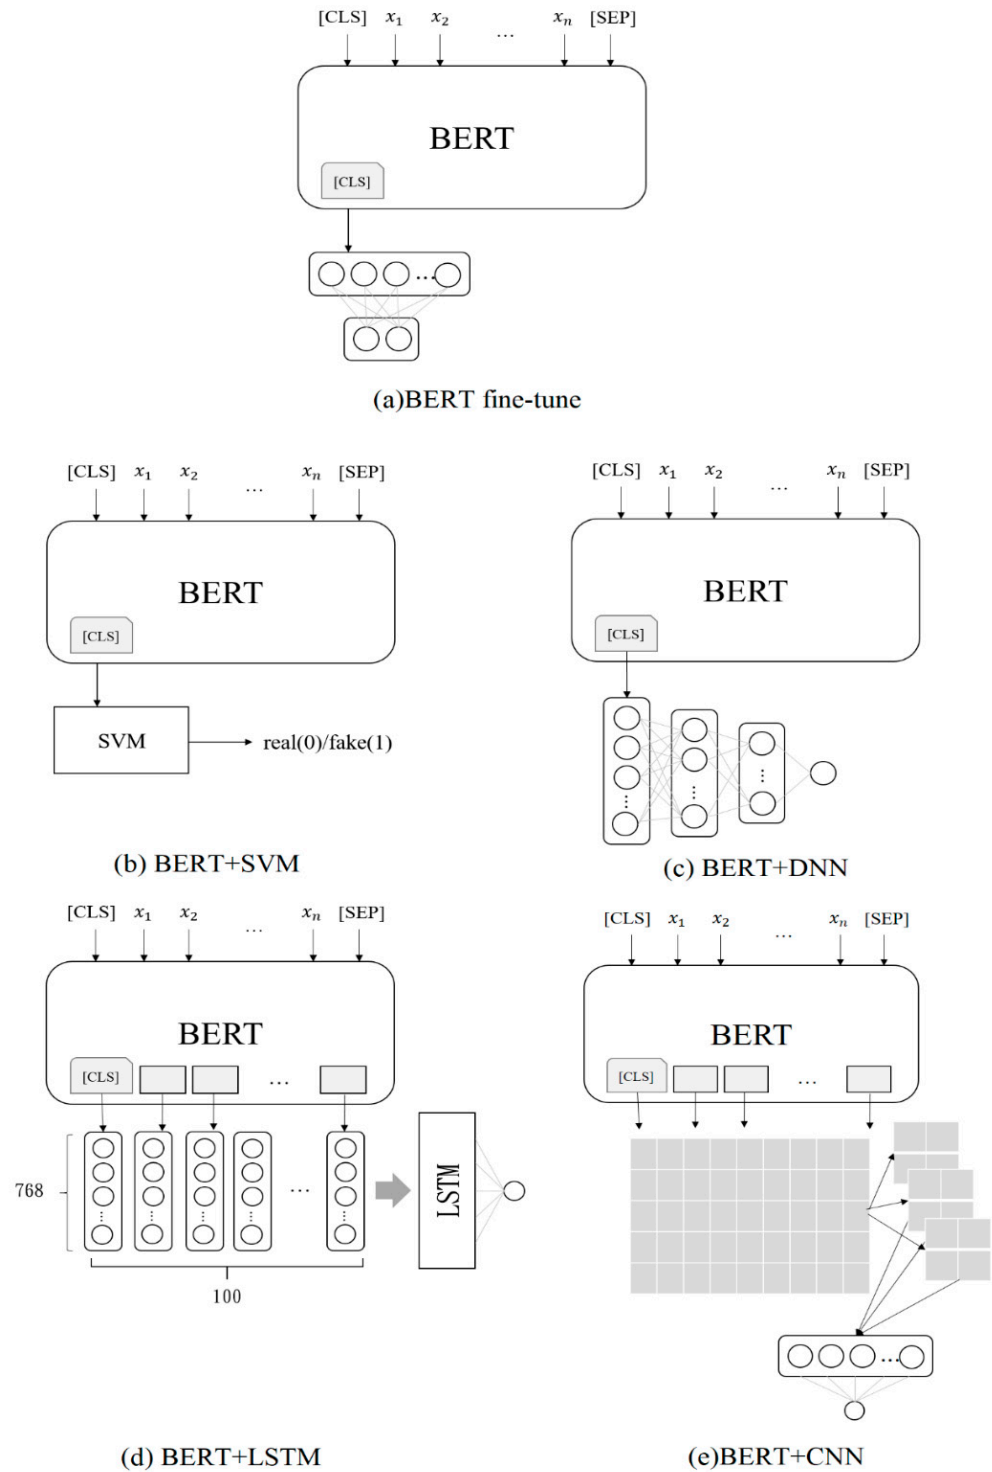 [CLS] x₁ x₂ ... xₙ [SEP]
BERT
[CLS]
...
(a)BERT fine-tune
[CLS] x₁ x₂ ... xₙ [SEP]
BERT
[CLS]
SVM
real(0)/fake(1)
(b) BERT+SVM
[CLS] x₁ x₂ ... xₙ [SEP]
BERT
[CLS]
(c) BERT+DNN
[CLS] x₁ x₂ ... xₙ [SEP]
BERT
[CLS] ...
768
...
LSTM
100
(d) BERT+LSTM
[CLS] x₁ x₂ ... xₙ [SEP]
BERT
[CLS] ...
...
(e)BERT+CNN